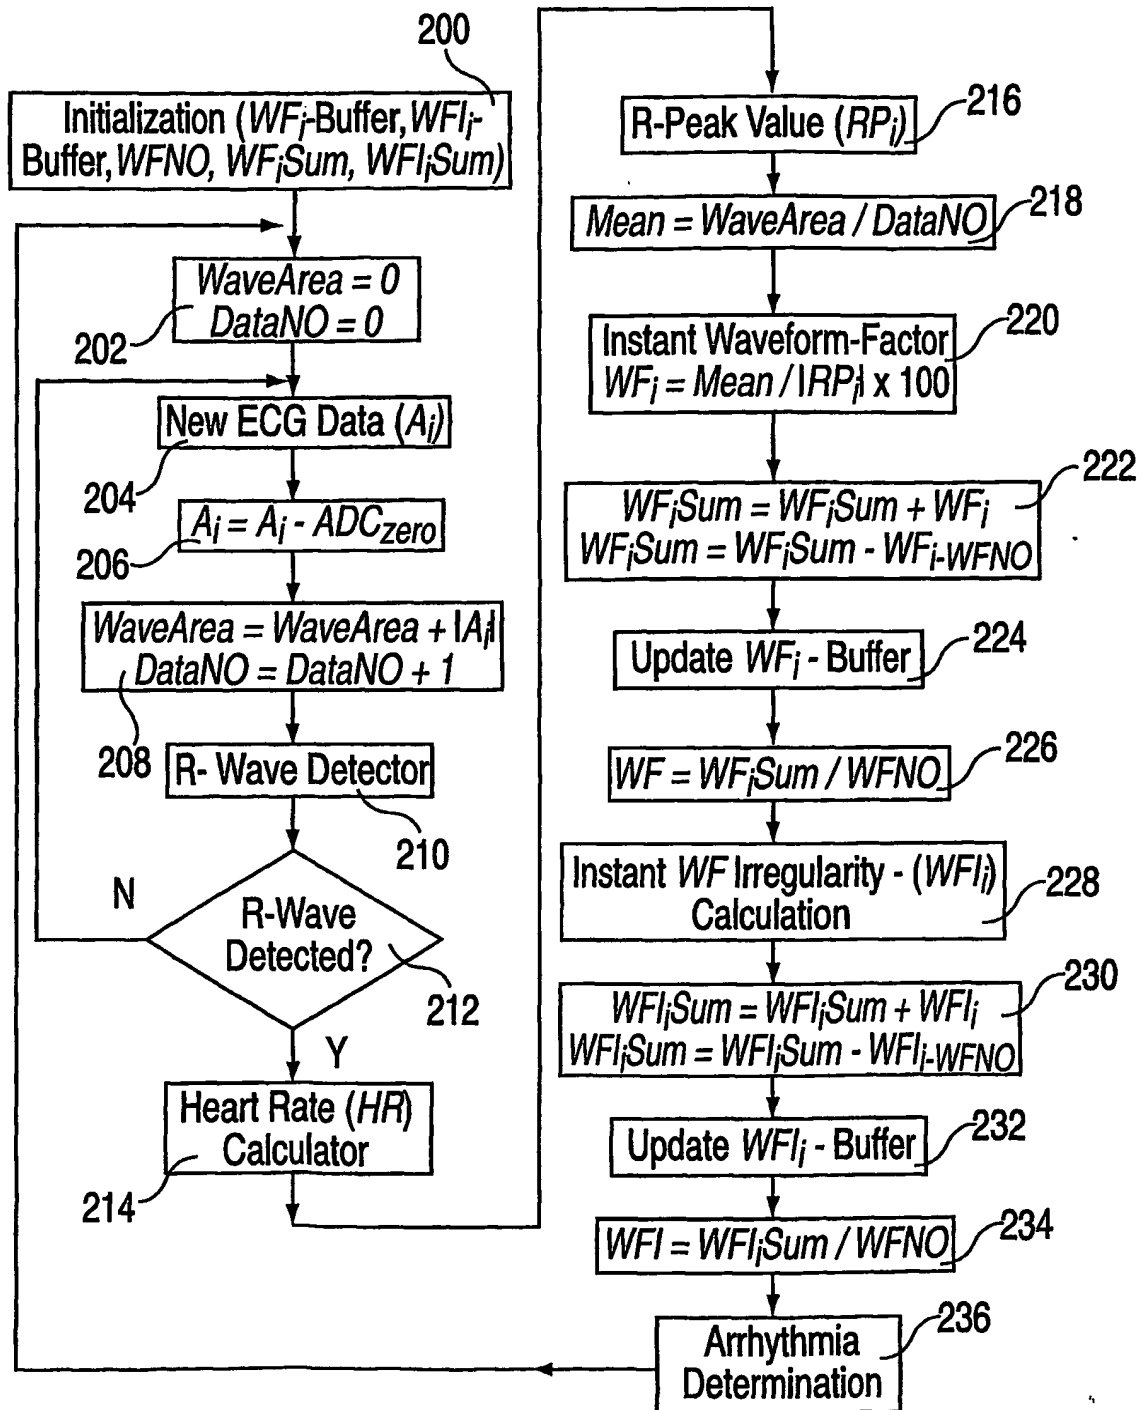 200
Initialization (WFi-Buffer,WFIi-
Buffer,WFNO, WFiSum, WFIiSum)
WaveArea = 0
DataNO = 0
202
New ECG Data (Ai)
204
Ai = Ai - ADCzero
206
WaveArea = WaveArea + |Ai|
DataNO = DataNO + 1
208
R- Wave Detector
210
N
R-Wave
Detected?
212
Y
Heart Rate (HR)
Calculator
214
R-Peak Value (RPi)
216
Mean = WaveArea / DataNO
218
Instant Waveform-Factor
WFi = Mean / |RPi| x 100
220
WFiSum = WFiSum + WFi
WFiSum = WFiSum - WFi-WFNO
222
Update WFi - Buffer
224
WF = WFiSum / WFNO
226
Instant WF Irregularity - (WFIi)
Calculation
228
WFIiSum = WFIiSum + WFIi
WFIiSum = WFIiSum - WFIi-WFNO
230
Update WFIi - Buffer
232
WFI = WFIiSum / WFNO
234
Arrhythmia
Determination
236